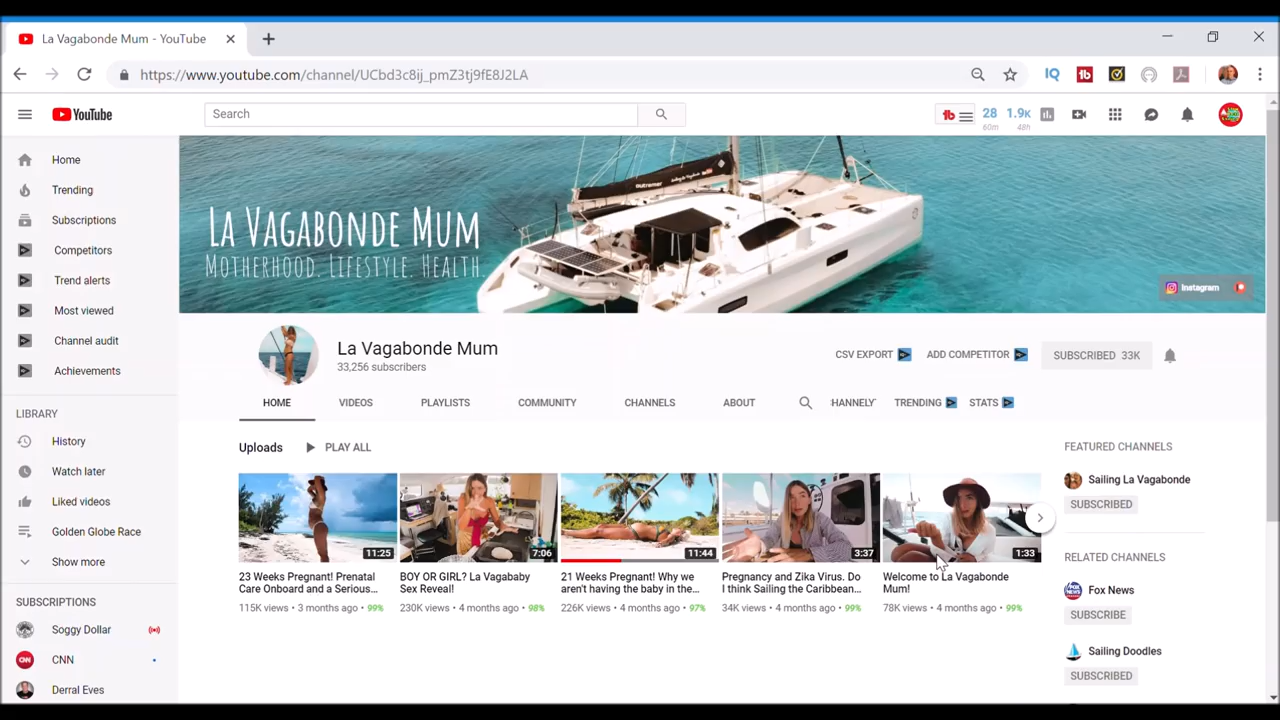 La Vagabonde Mum - YouTube
https://www.youtube.com/channel/UCbd3c8ij_pmZ3tj9fE8J2LA
IQ
tb
YouTube
Search
tb
28
60m
1.9K
48h
Home
Trending
Subscriptions
Competitors
Trend alerts
Most viewed
Channel audit
Achievements
LIBRARY
History
Watch later
Liked videos
Golden Globe Race
Show more
SUBSCRIPTIONS
Soggy Dollar
CNN
Derral Eves
outremer
LA VAGABONDE MUM
MOTHERHOOD. LIFESTYLE. HEALTH.
Instagram
La Vagabonde Mum
33,256 subscribers
CSV EXPORT
ADD COMPETITOR
SUBSCRIBED 33K
HOME
VIDEOS
PLAYLISTS
COMMUNITY
CHANNELS
ABOUT
HANNELY
TRENDING
STATS
Uploads
PLAY ALL
11:25
23 Weeks Pregnant! Prenatal
Care Onboard and a Serious...
115K views • 3 months ago • 99%
7:06
BOY OR GIRL? La Vagababy
Sex Reveal!
230K views • 4 months ago • 98%
11:44
21 Weeks Pregnant! Why we
aren't having the baby in the...
226K views • 4 months ago • 97%
3:37
Pregnancy and Zika Virus. Do
I think Sailing the Caribbean...
34K views • 4 months ago • 99%
1:33
Welcome to La Vagabonde
Mum!
78K views • 4 months ago • 99%
FEATURED CHANNELS
Sailing La Vagabonde
SUBSCRIBED
RELATED CHANNELS
Fox News
SUBSCRIBE
Sailing Doodles
SUBSCRIBED